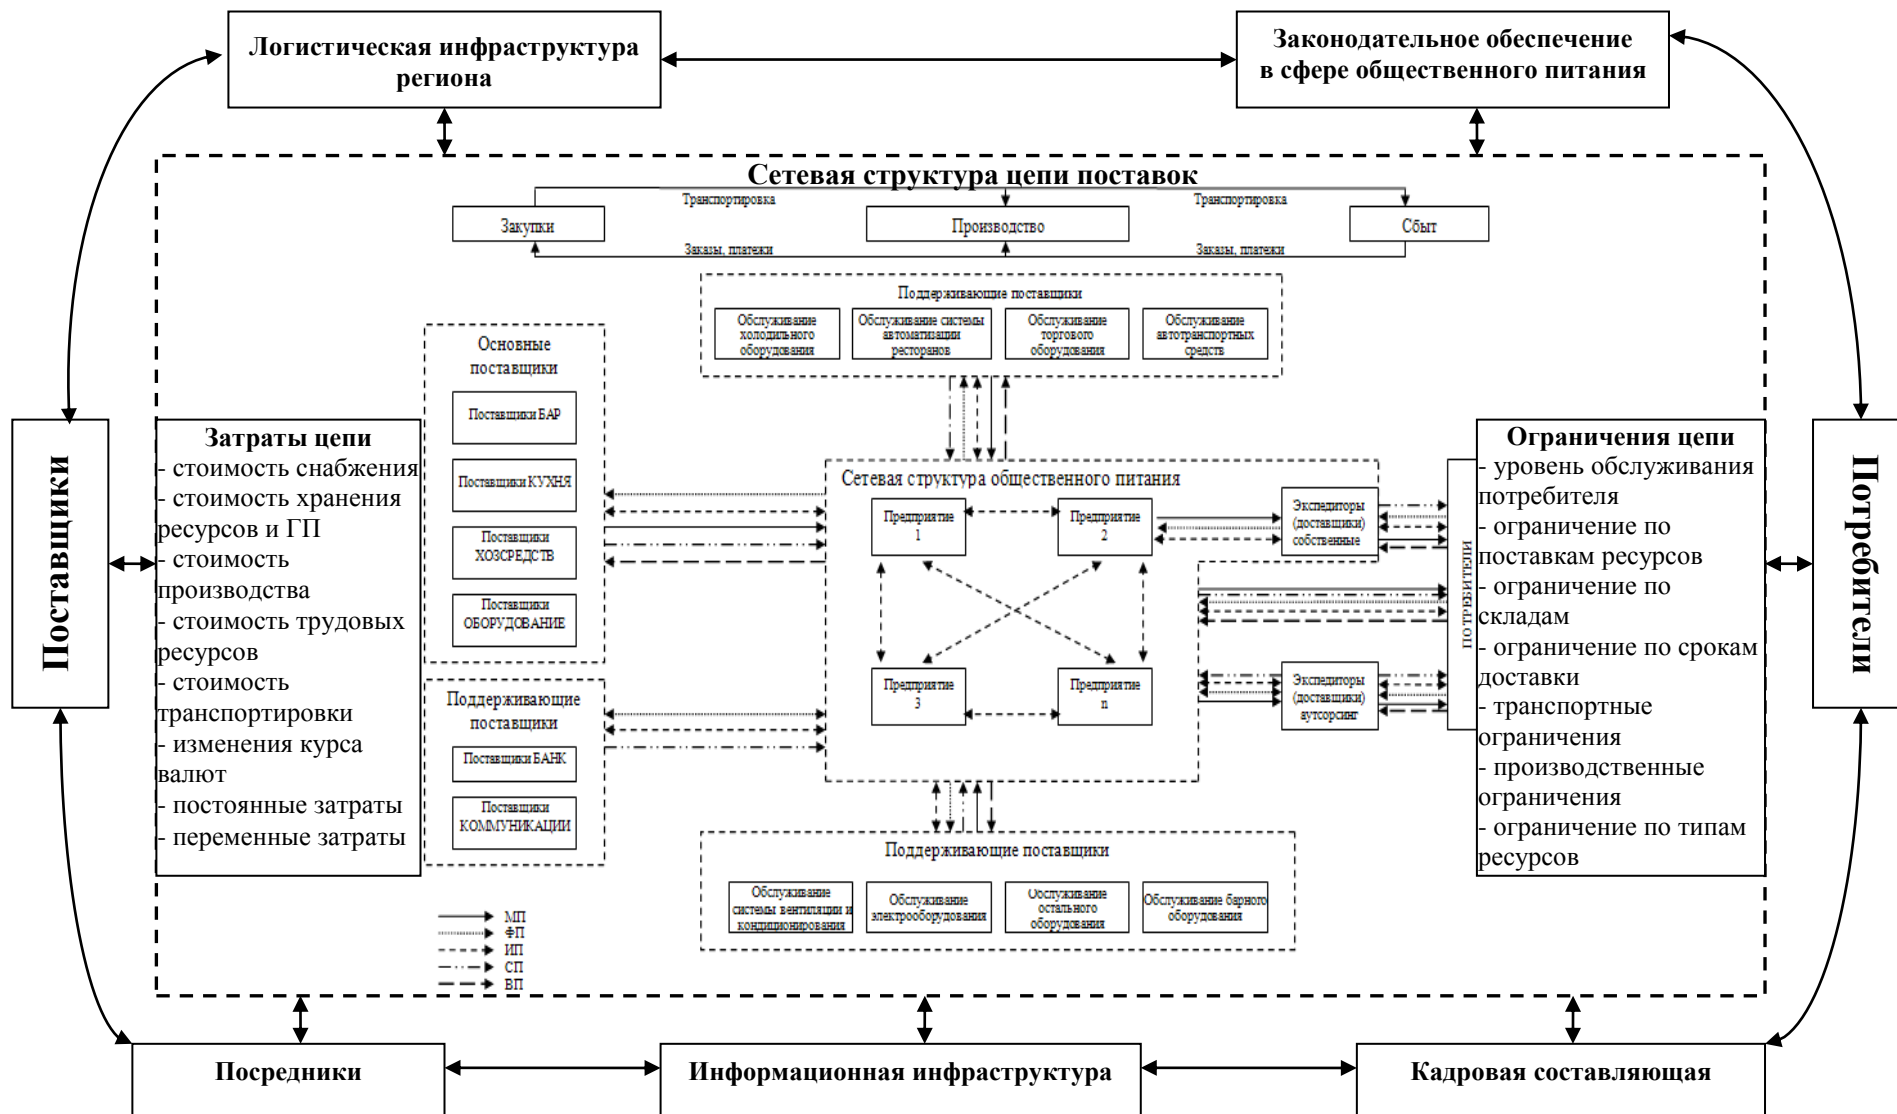 Логистическая инфраструктура
региона
Законодательное обеспечение
в сфере общественного питания
Сетевая структура цепи поставок
Транспортировка
Транспортировка
Закупки
Производство
Сбыт
Заказы, платежи
Заказы, платежи
Поддерживающие поставщики
Обслуживание
холодильного
оборудования
Обслуживание системы
автоматизации
ресторанов
Обслуживание
торгового
оборудования
Обслуживание
автотранспортных
средств
Поставщики
Затраты цепи
- стоимость снабжения
- стоимость хранения
ресурсов и ГП
- стоимость
производства
- стоимость трудовых
ресурсов
- стоимость
транспортировки
- изменения курса
валют
- постоянные затраты
- переменные затраты
Основные
поставщики
Поставщики БАР
Поставщики КУХНЯ
Поставщики
ХОЗСРЕДСТВ
Поставщики
ОБОРУДОВАНИЕ
Поддерживающие
поставщики
Поставщики БАНК
Поставщики
КОММУНИКАЦИИ
Сетевая структура общественного питания
Предприятие
1
Предприятие
2
Предприятие
3
Предприятие
n
Экспедиторы
(доставщики)
собственные
Экспедиторы
(доставщики)
аутсорсинг
ПОТРЕБИТЕЛИ
Ограничения цепи
- уровень обслуживания
потребителя
- ограничение по
поставкам ресурсов
- ограничение по
складам
- ограничение по срокам
доставки
- транспортные
ограничения
- производственные
ограничения
- ограничение по типам
ресурсов
Потребители
Поддерживающие поставщики
Обслуживание
системы вентиляции и
кондиционирования
Обслуживание
электрооборудования
Обслуживание
остального
оборудования
Обслуживание барного
оборудования
МП
ФП
ИП
СП
ВП
Посредники
Информационная инфраструктура
Кадровая составляющая